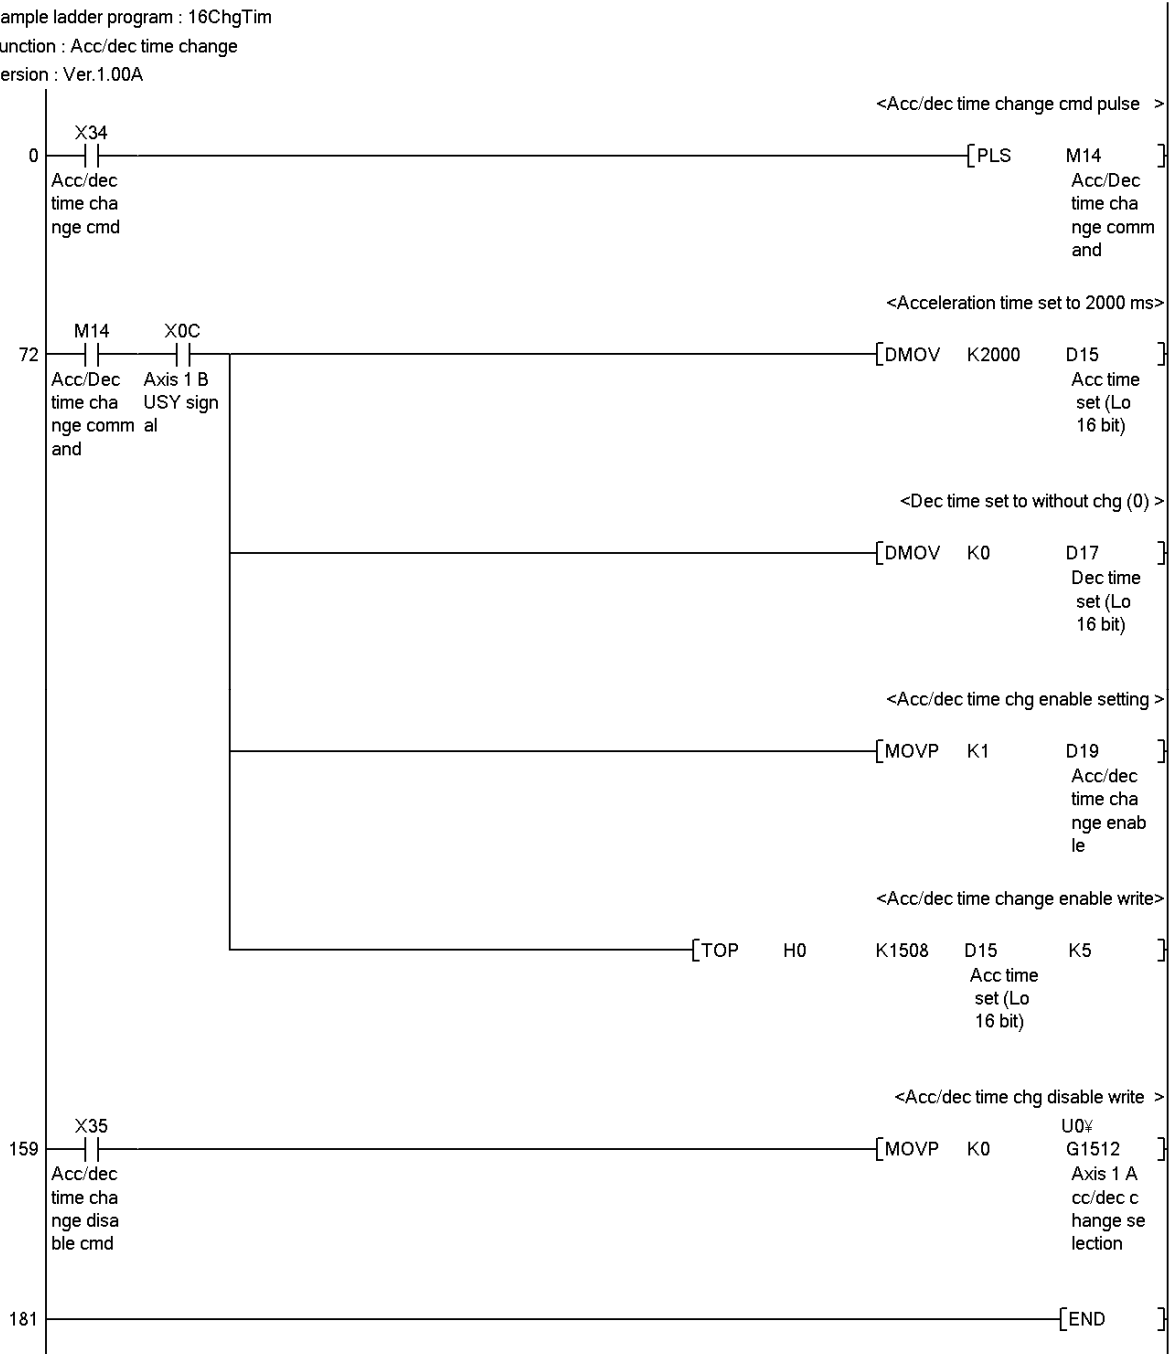 ample ladder program : 16ChgTim
unction : Acc/dec time change
ersion : Ver.1.00A
<Acc/dec time change cmd pulse >
X34
0 [PLS M14 ]
Acc/dec Acc/Dec
time cha time cha
nge cmd nge comm
and
<Acceleration time set to 2000 ms>
M14 X0C
72 [DMOV K2000 D15 ]
Acc/Dec Axis 1 B Acc time
time cha USY sign set (Lo
nge comm al 16 bit)
and
<Dec time set to without chg (0) >
[DMOV K0 D17 ]
Dec time
set (Lo
16 bit)
<Acc/dec time chg enable setting >
[MOVP K1 D19 ]
Acc/dec
time cha
nge enab
le
<Acc/dec time change enable write>
[TOP H0 K1508 D15 K5 ]
Acc time
set (Lo
16 bit)
<Acc/dec time chg disable write >
X35 U0¥
159 [MOVP K0 G1512 ]
Acc/dec Axis 1 A
time cha cc/dec c
nge disa hange se
ble cmd lection
181 [END ]